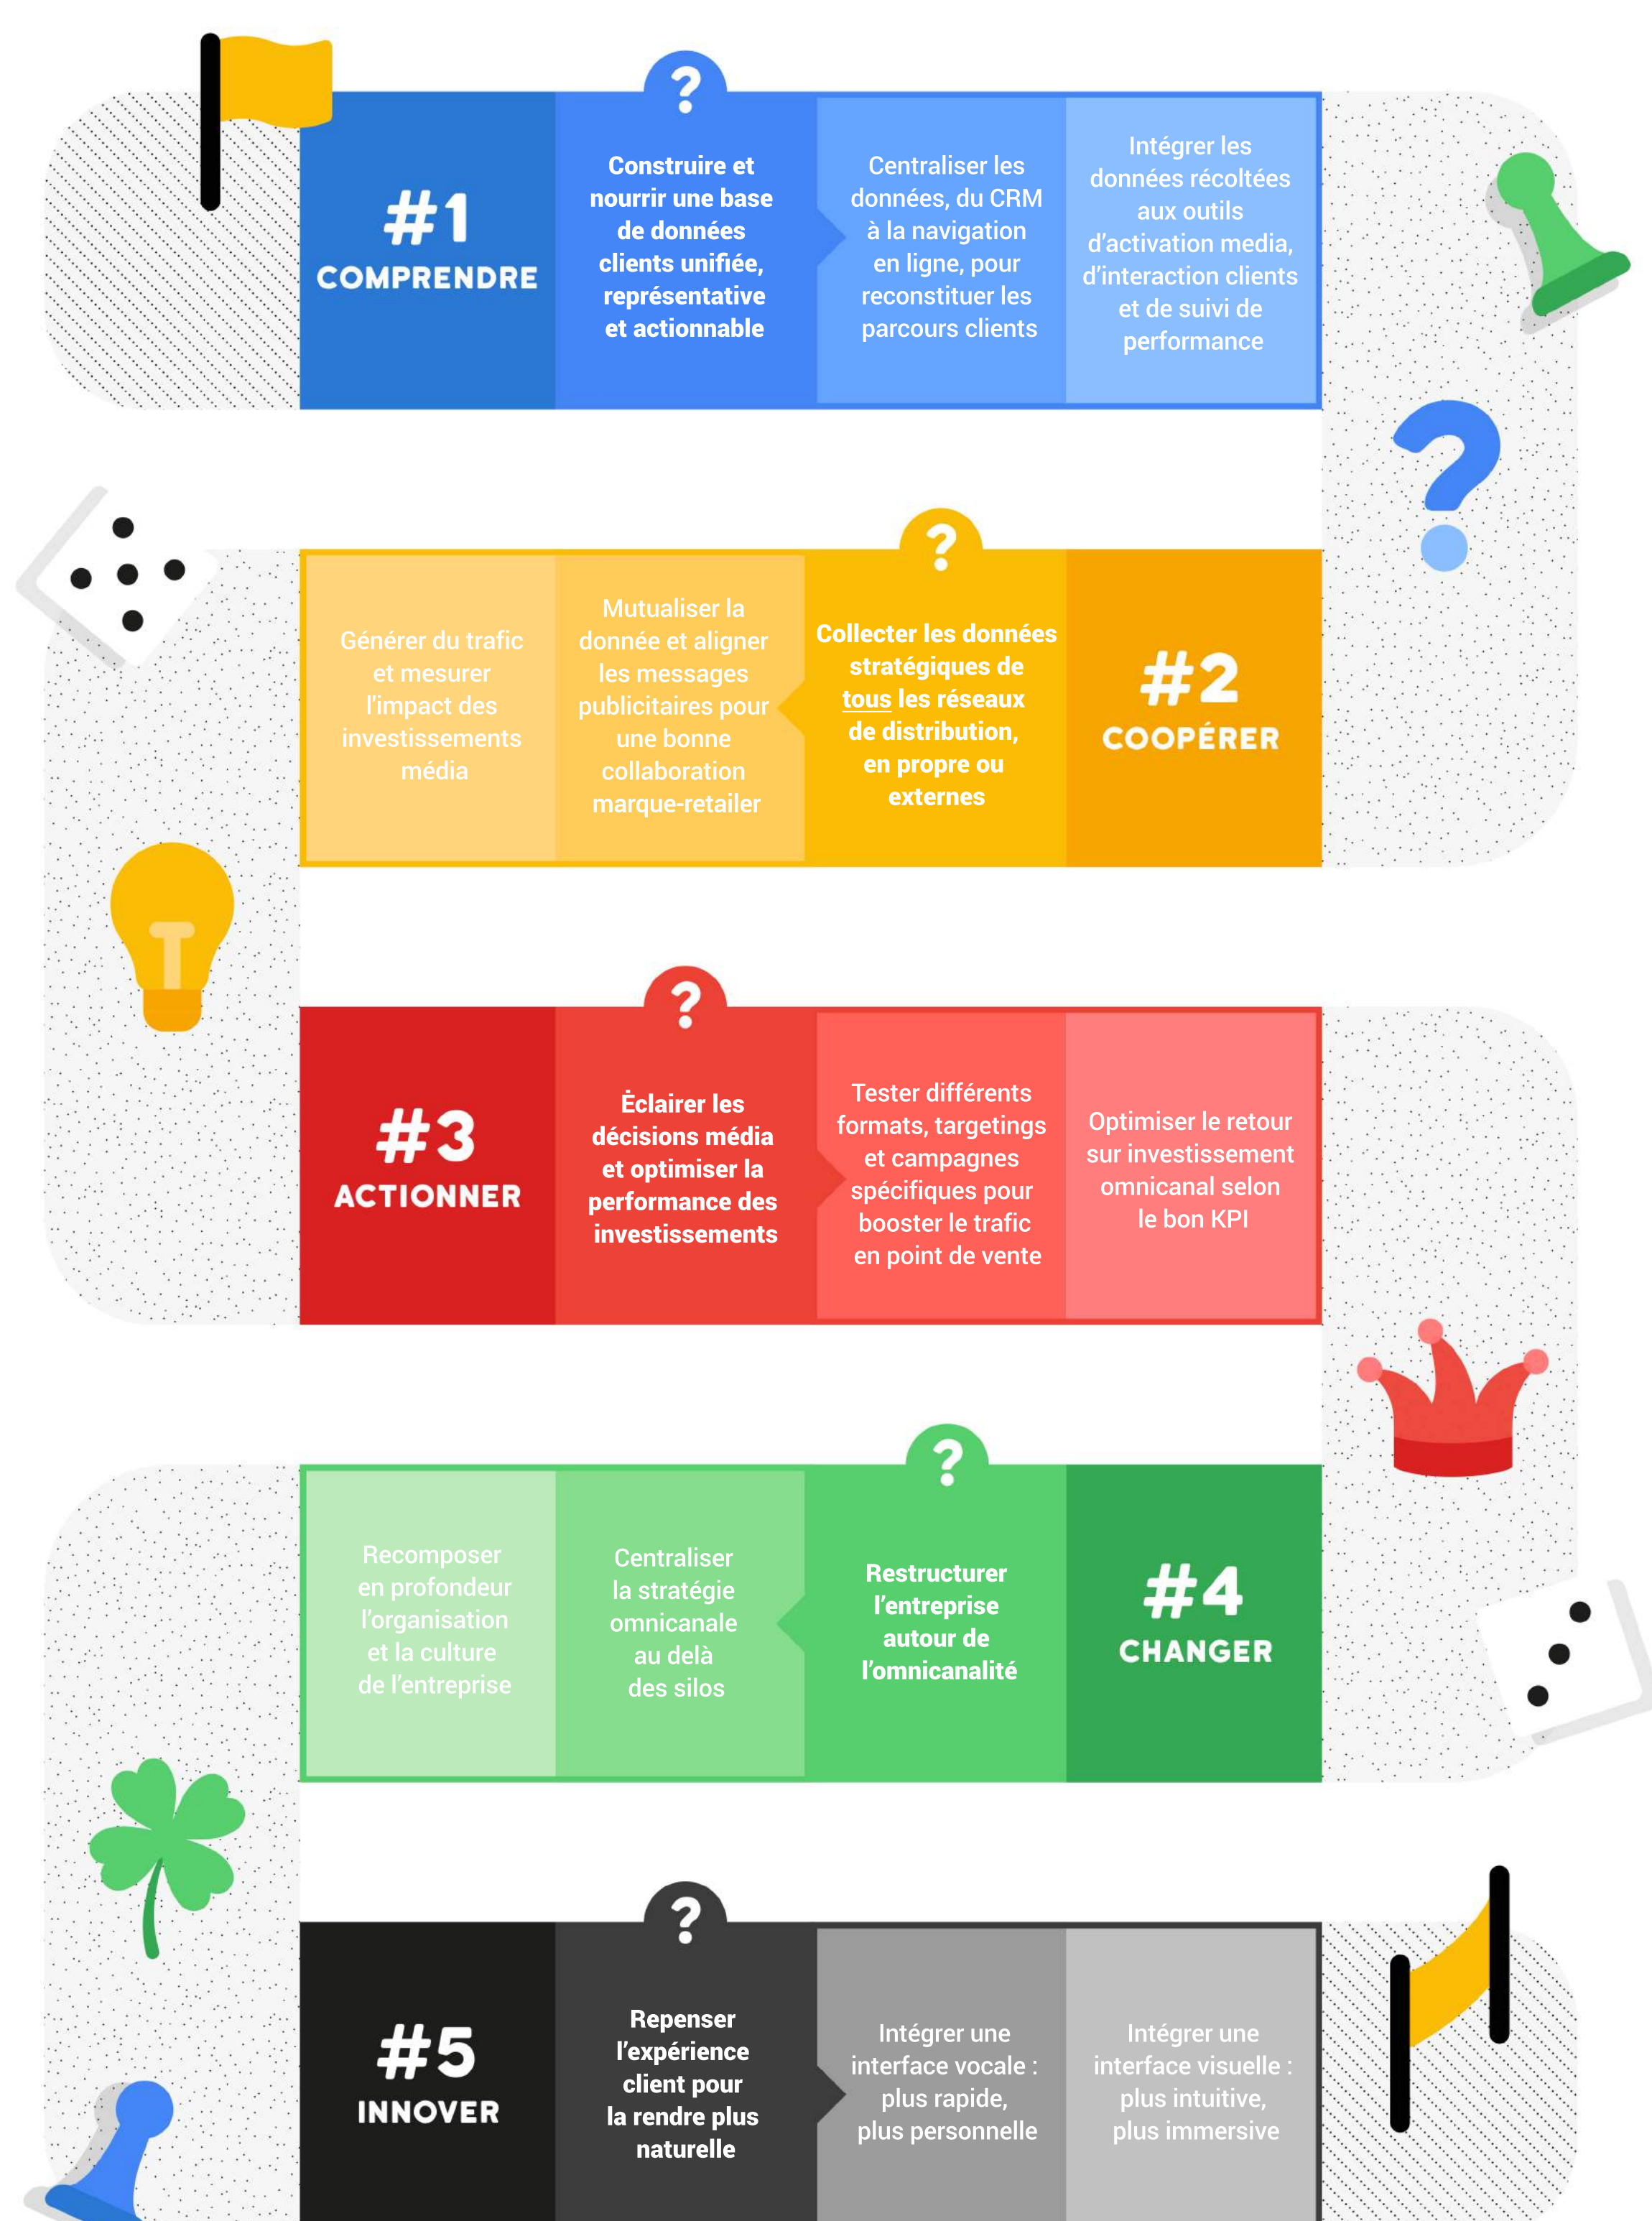 ?
#1
COMPRENDRE
Construire et
nourrir une base
de données
clients unifiée,
représentative
et actionnable
Centraliser les
données, du CRM
à la navigation
en ligne, pour
reconstituer les
parcours clients
Intégrer les
données récoltées
aux outils
d'activation media,
d'interaction clients
et de suivi de
performance
?
?
#2
COOPÉRER
Collecter les données
stratégiques de
tous les réseaux
de distribution,
en propre ou
externes
Mutualiser la
donnée et aligner
les messages
publicitaires pour
une bonne
collaboration
marque-retailer
Générer du trafic
et mesurer
l'impact des
investissements
média
?
#3
ACTIONNER
Ėclairer les
décisions média
et optimiser la
performance des
investissements
Tester différents
formats, targetings
et campagnes
spécifiques pour
booster le trafic
en point de vente
Optimiser le retour
sur investissement
omnicanal selon
le bon KPI
?
#4
CHANGER
Restructurer
l'entreprise
autour de
l'omnicanalité
Centraliser
la stratégie
omnicanale
au delà
des silos
Recomposer
en profondeur
l'organisation
et la culture
de l'entreprise
?
#5
INNOVER
Repenser
l'expérience
client pour
la rendre plus
naturelle
Intégrer une
interface vocale :
plus rapide,
plus personnelle
Intégrer une
interface visuelle :
plus intuitive,
plus immersive